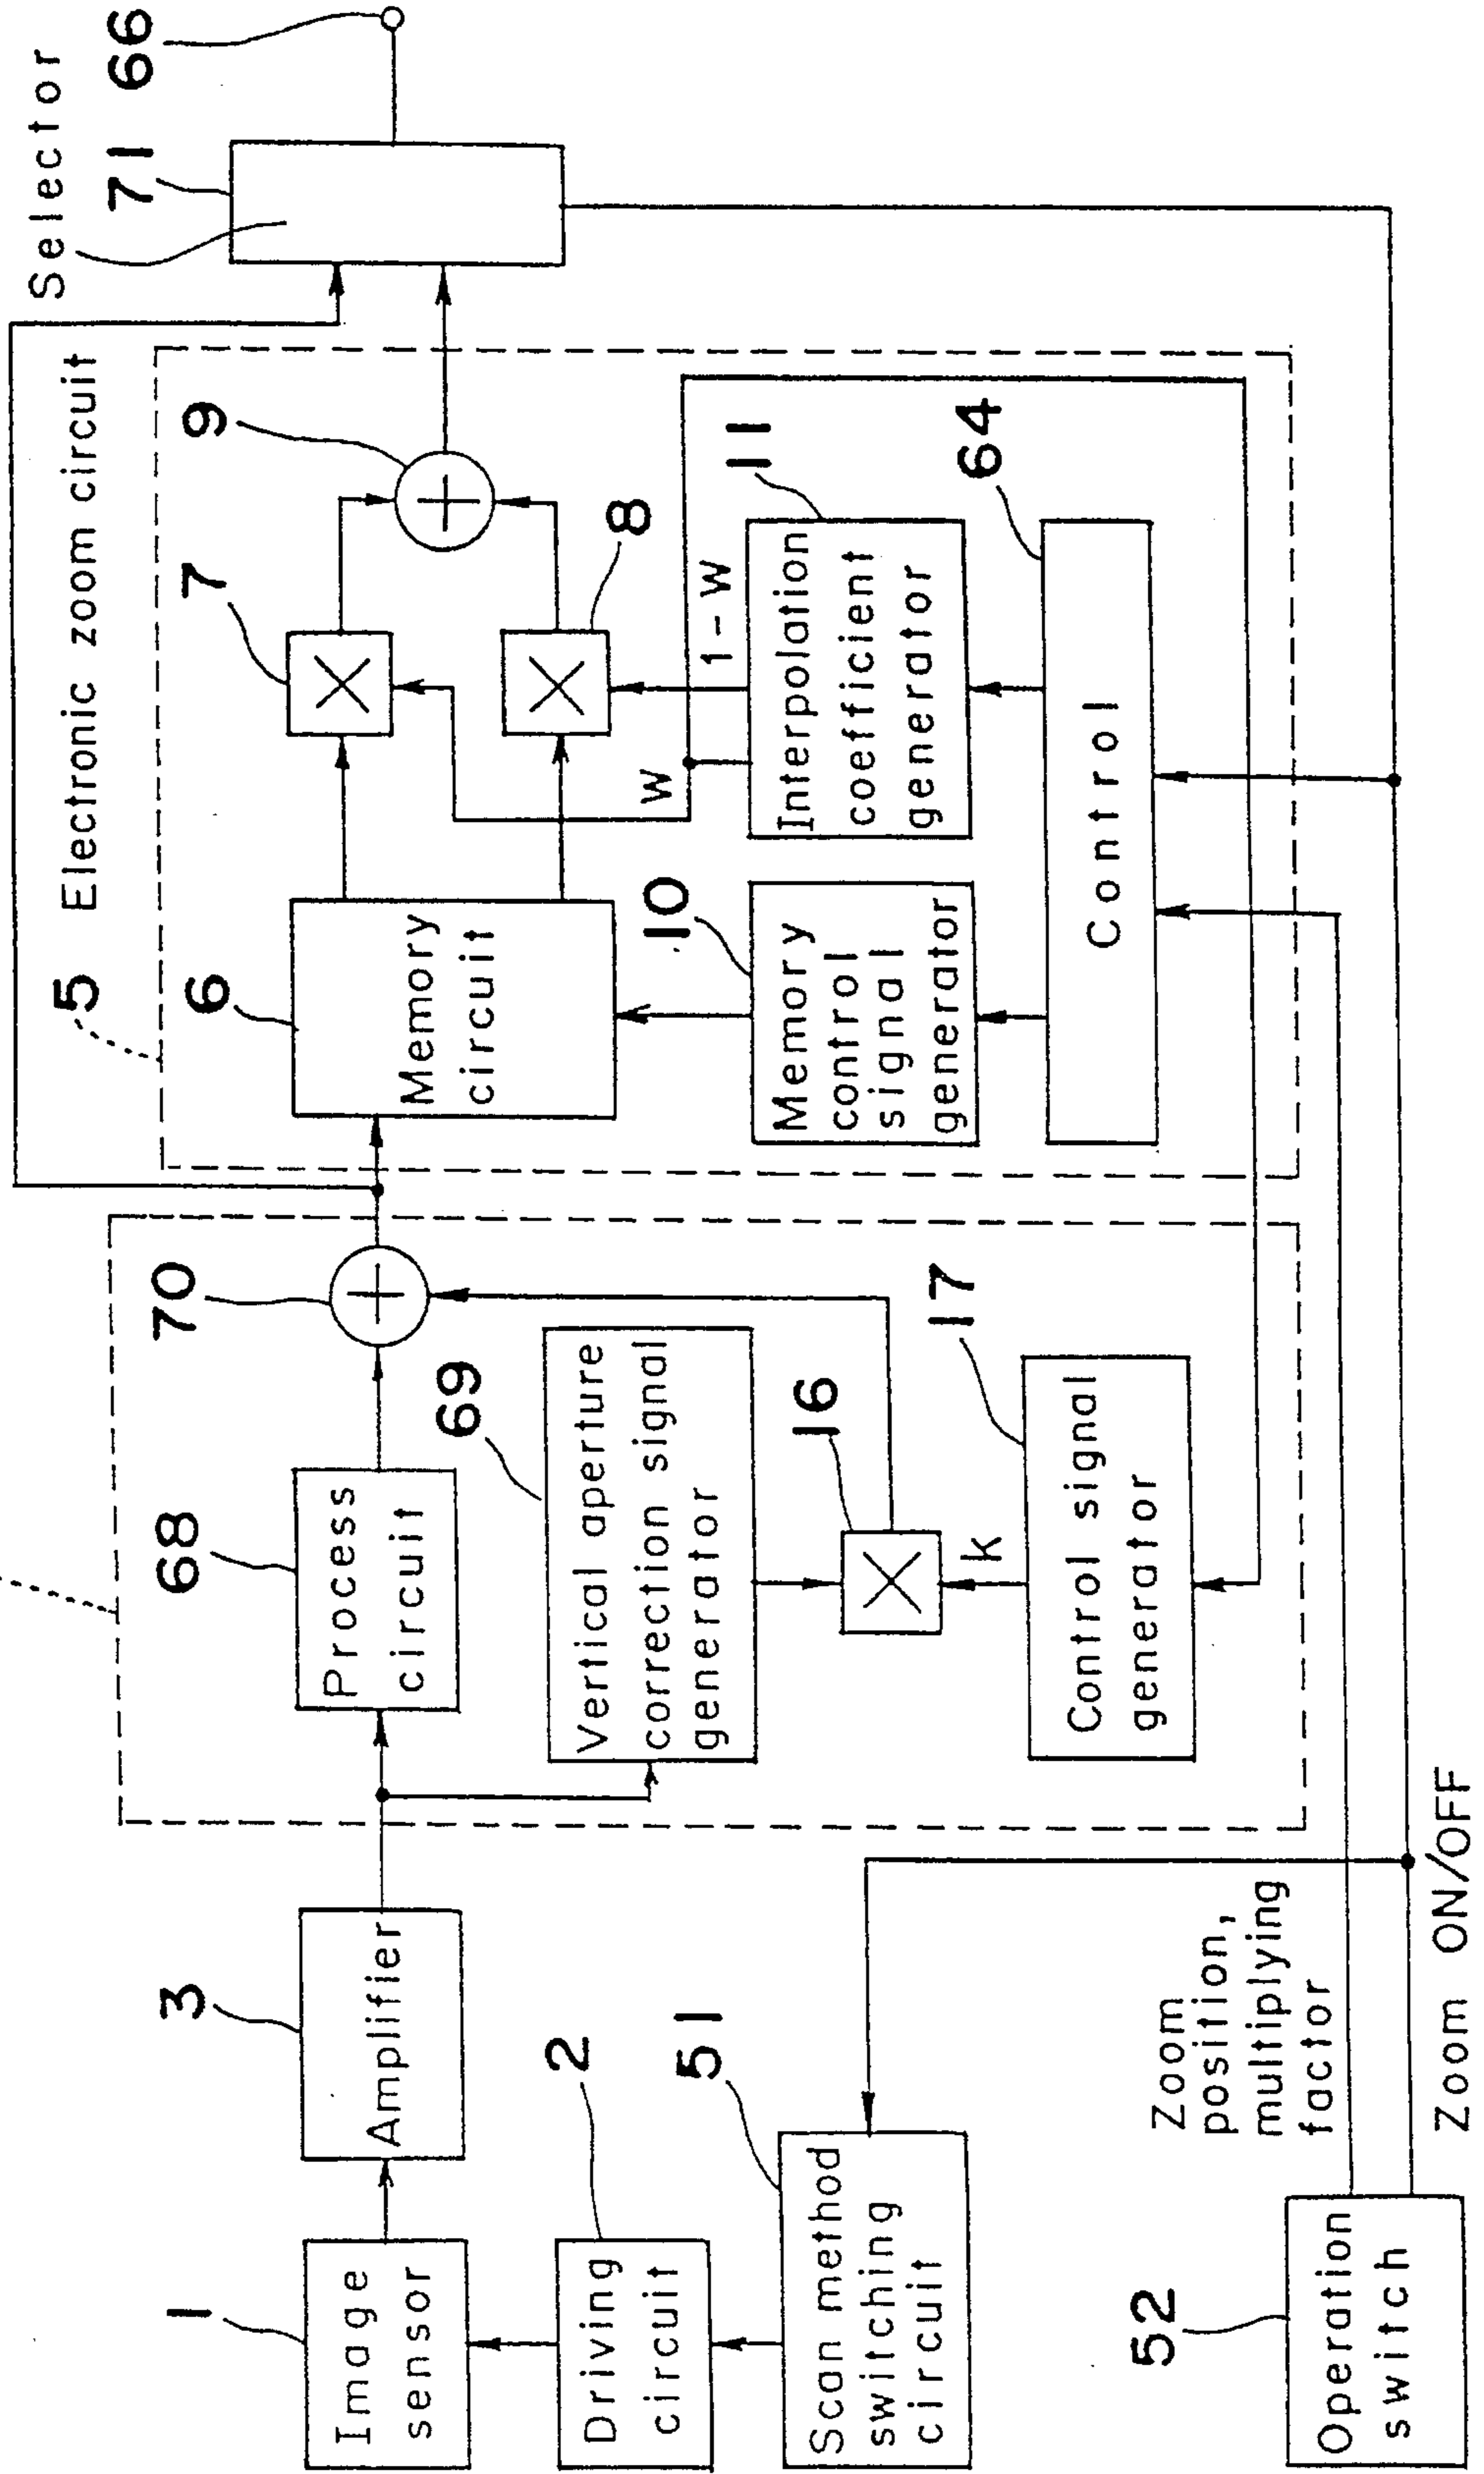 Selector
71
66
5
Electronic zoom circuit
9
7
8
6
Memory
circuit
W
1-W
10
11
Memory
control
signal
generator
Interpolation
coefficient
generator
64
Control
70
68
Process
circuit
69
Vertical aperture
correction signal
generator
16
k
17
Control signal
generator
3
Amplifier
1
Image
sensor
2
Driving
circuit
51
Scan method
switching
circuit
Zoom
position,
multiplying
factor
52
Operation
switch
Zoom ON/OFF